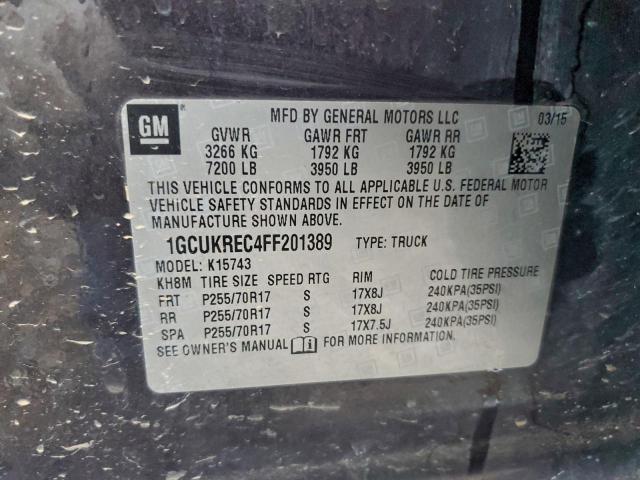 GM
MFD BY GENERAL MOTORS LLC 03/15
GVWR GAWR FRT GAWR RR
3266 KG 1792 KG 1792 KG
7200 LB 3950 LB 3950 LB
THIS VEHICLE CONFORMS TO ALL APPLICABLE U.S. FEDERAL MOTOR
VEHICLE SAFETY STANDARDS IN EFFECT ON THE DATE OF
MANUFACTURE SHOWN ABOVE.
1GCUKREC4FF201389 TYPE: TRUCK
MODEL: K15743
KH8M TIRE SIZE SPEED RTG RIM COLD TIRE PRESSURE
FRT P255/70R17 S 17X8J 240KPA(35PSI)
RR P255/70R17 S 17X8J 240KPA(35PSI)
SPA P255/70R17 S 17X7.5J 240KPA(35PSI)
SEE OWNER'S MANUAL FOR MORE INFORMATION.